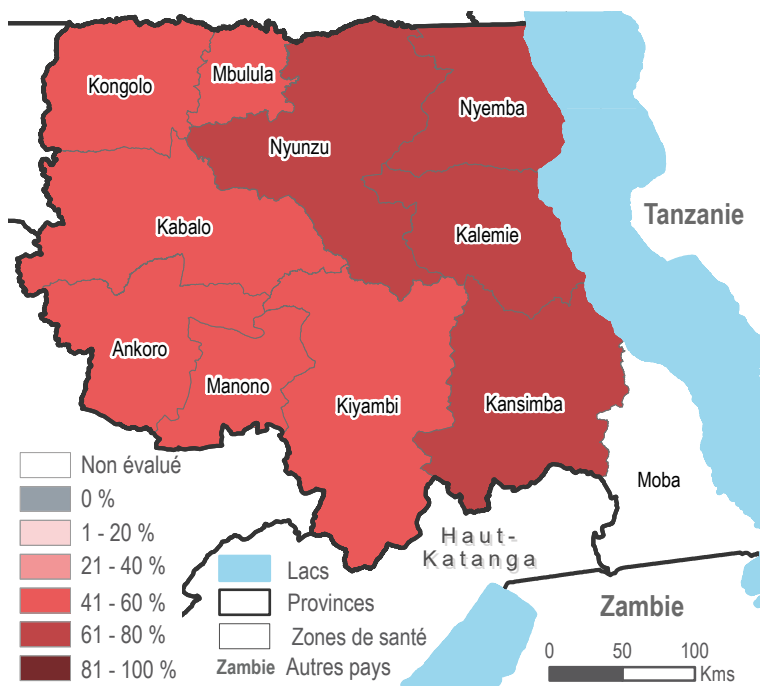 Kongolo
Mbulula
Nyemba
Nyunzu
Tanzanie
Kabalo
Kalemie
Ankoro
Manono
Kiyambi
Kansimba
Moba
Haut-
Katanga
Zambie
Non évalué
0 %
1 - 20 %
21 - 40 %
41 - 60 %
61 - 80 %
81 - 100 %
Lacs
Provinces
Zones de santé
Zambie Autres pays
0 50 100
Kms